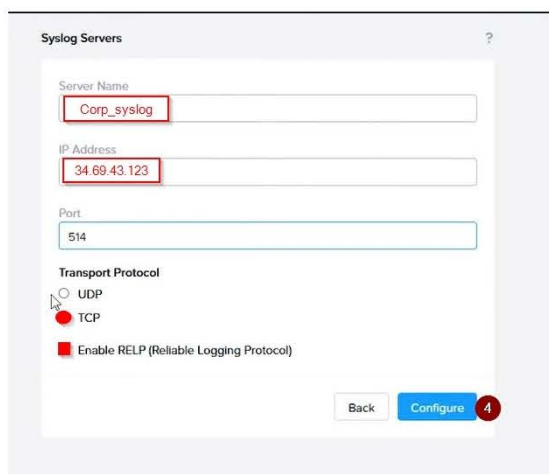 Syslog Servers ?
Server Name
Corp_syslog
IP Address
34.69.43.123
Port
514
Transport Protocol
UDP
TCP
Enable RELP (Reliable Logging Protocol)
Back Configure 4